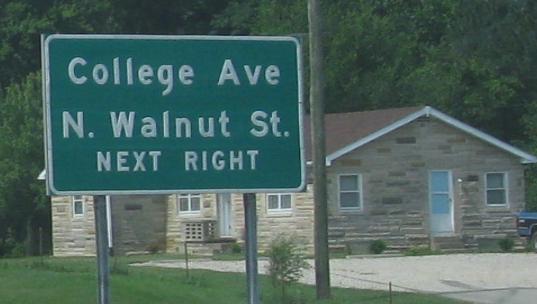 College Ave
N. Walnut St.
NEXT RIGHT